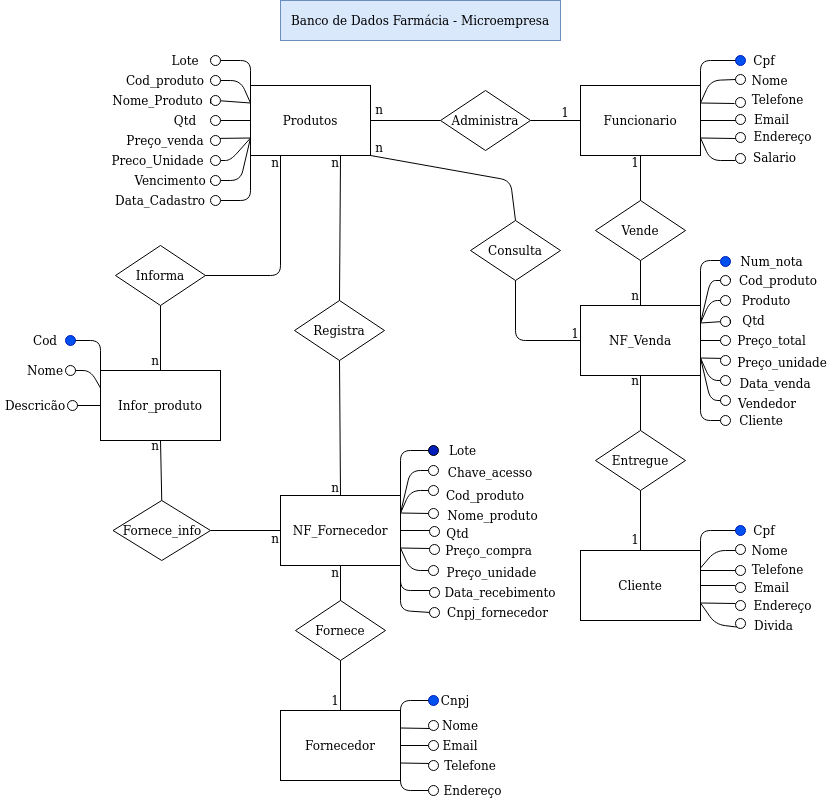 Banco de Dados Farmácia - Microempresa
Lote
Cod_produto
Nome_Produto
Qtd
Preço_venda
Preco_Unidade
Vencimento
Data_Cadastro
Produtos
n
Administra
1
Funcionario
Cpf
Nome
Telefone
Email
Endereço
Salario
n
n
n
1
Informa
Consulta
Vende
n
1
NF_Venda
Num_nota
Cod_produto
Produto
Qtd
Preço_total
Preço_unidade
Data_venda
Vendedor
Cliente
n
Registra
Cod
Nome
Descricão
n
Infor_produto
n
Entregue
1
Fornece_info
n
n
NF_Fornecedor
Lote
Chave_acesso
Cod_produto
Nome_produto
Qtd
Preço_compra
Preço_unidade
Data_recebimento
Cnpj_fornecedor
n
Cliente
Cpf
Nome
Telefone
Email
Endereço
Divida
Fornece
1
Fornecedor
Cnpj
Nome
Email
Telefone
Endereço